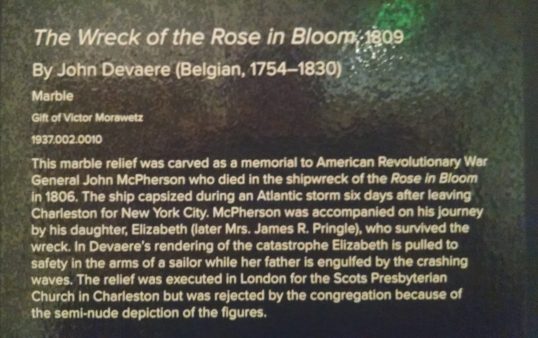 The Wreck of the Rose in Bloom, 1809
By John Devaere (Belgian, 1754–1830)
Marble
Gift of Victor Morawetz
1937.002.0010
This marble relief was carved as a memorial to American Revolutionary War
General John McPherson who died in the shipwreck of the Rose in Bloom
in 1806. The ship capsized during an Atlantic storm six days after leaving
Charleston for New York City. McPherson was accompanied on his journey
by his daughter, Elizabeth (later Mrs. James R. Pringle), who survived the
wreck. In Devaere's rendering of the catastrophe Elizabeth is pulled to
safety in the arms of a sailor while her father is engulfed by the crashing
waves. The relief was executed in London for the Scots Presbyterian
Church in Charleston but was rejected by the congregation because of
the semi-nude depiction of the figures.